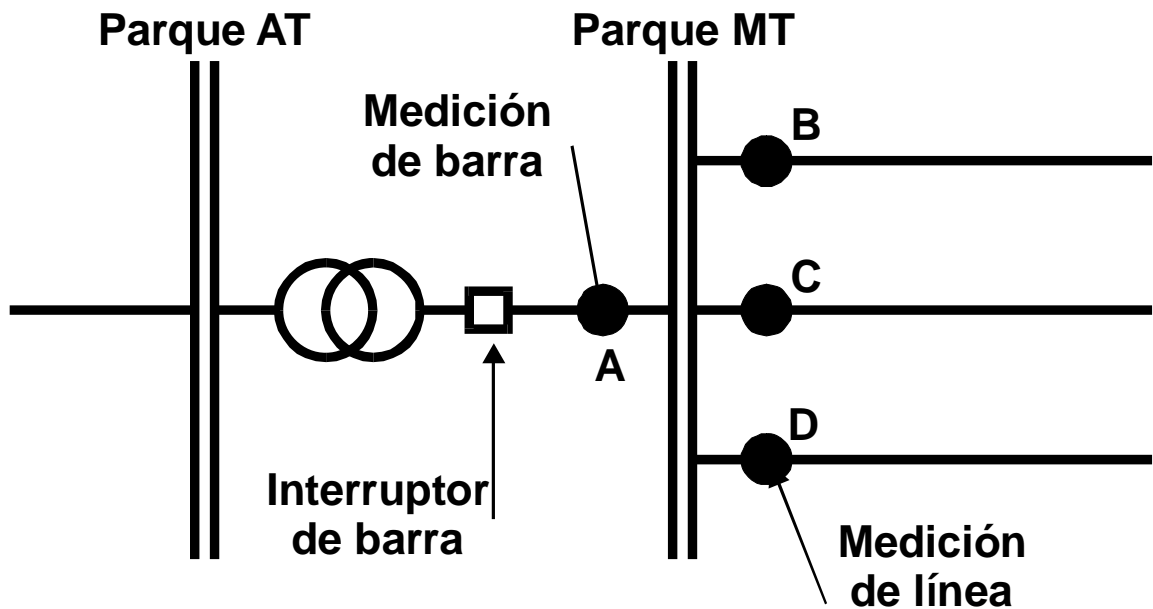 Parque AT
Parque MT
Medición
de barra
B
C
A
D
Interruptor
de barra
Medición
de línea